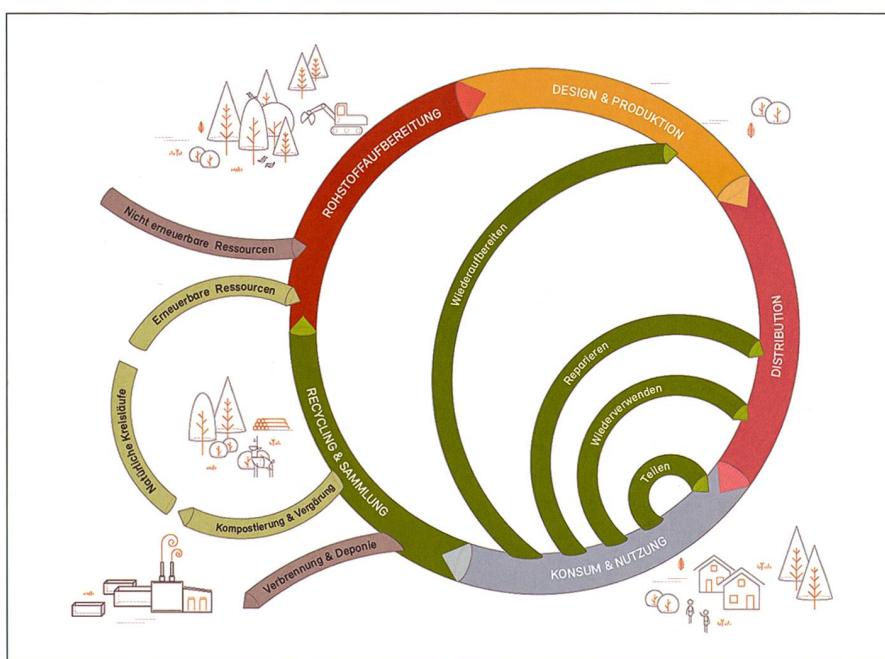 DESIGN & PRODUKTION
ROHSTOFFAUFBEREITUNG
Nicht erneuerbare Ressourcen
Wiederaufbereiten
Erneuerbare Ressourcen
DISTRIBUTION
Reparieren
Wiederverwenden
Natürliche Kreisläufe
RECYCLING & SAMMLUNG
Teilen
Kompostierung & Vergärung
Verbrennung & Deponie
KONSUM & NUTZUNG